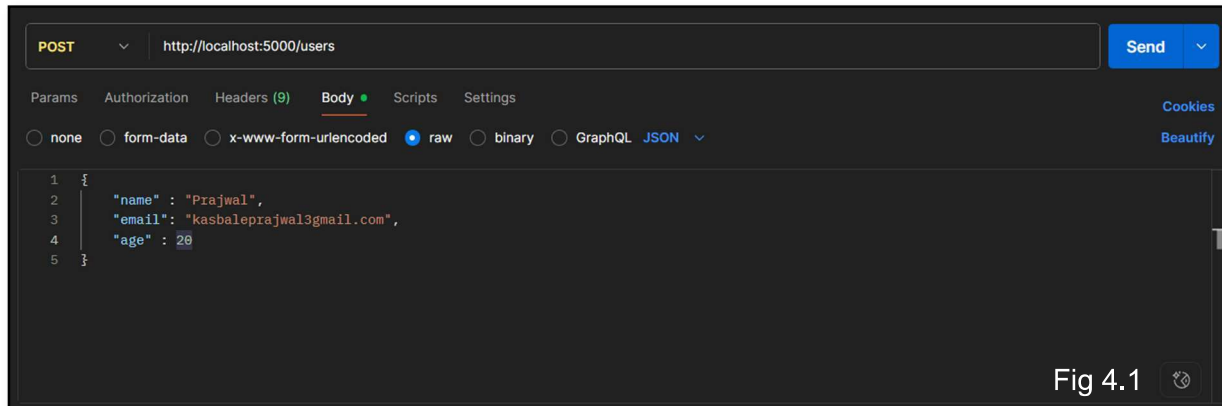 POST http://localhost:5000/users Send
Params Authorization Headers (9) Body Scripts Settings Cookies
none form-data x-www-form-urlencoded raw binary GraphQL JSON Beautify
1 {
2 "name" : "Prajwal",
3 "email": "kasbaleprajwal3gmail.com",
4 "age" : 20
5 }
Fig 4.1